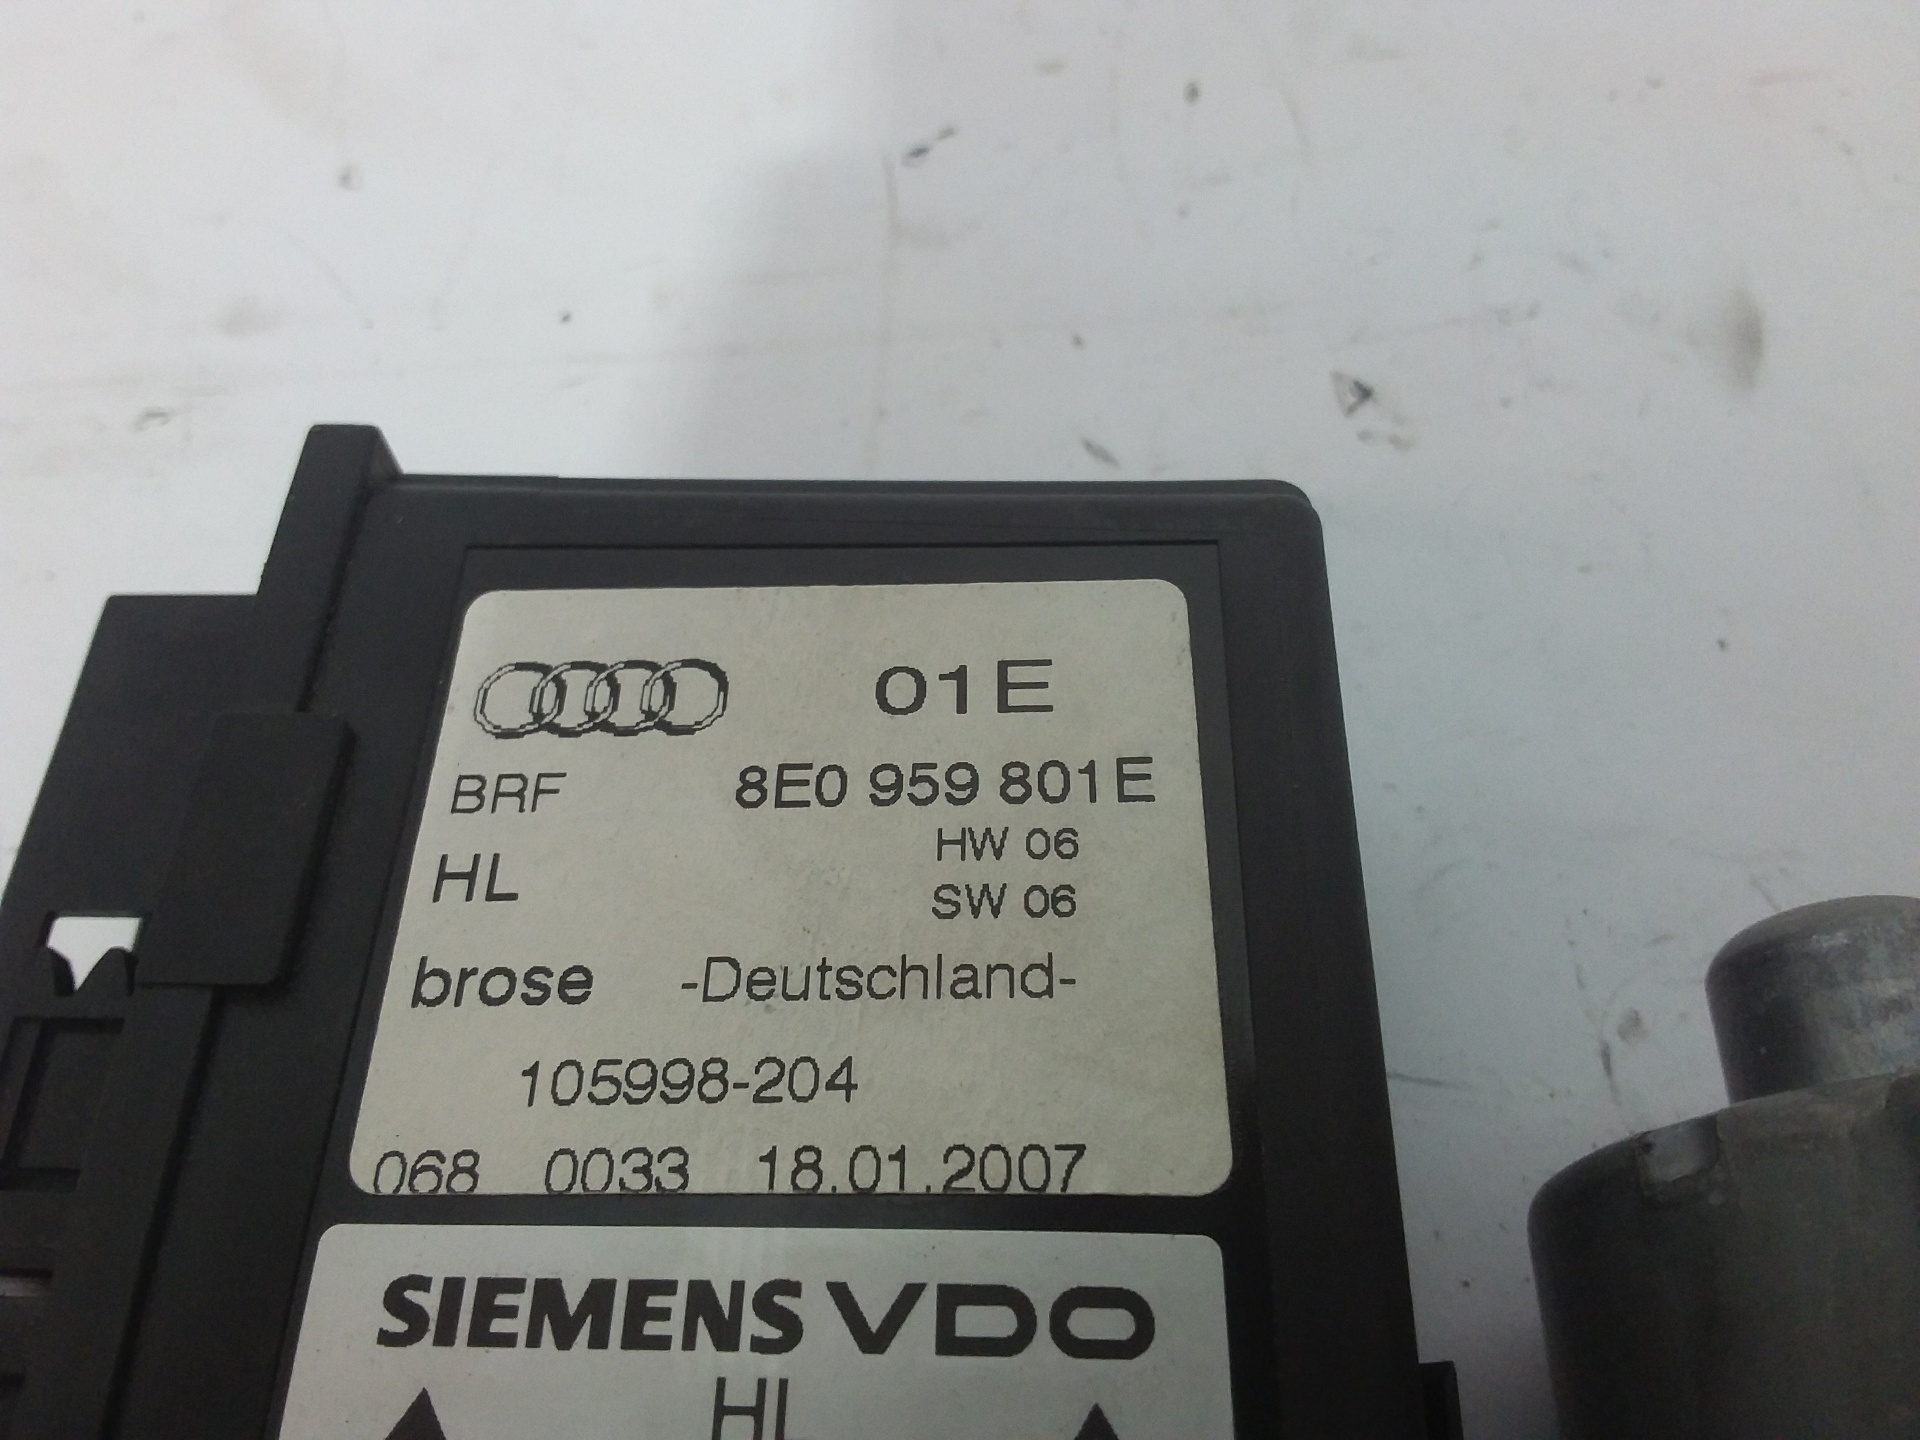 01E
BRF 8E0 959 801E
HW 06
HL
SW 06
brose -Deutschland-
105998-204
068 0033 18.01.2007
SIEMENS VDO
HL